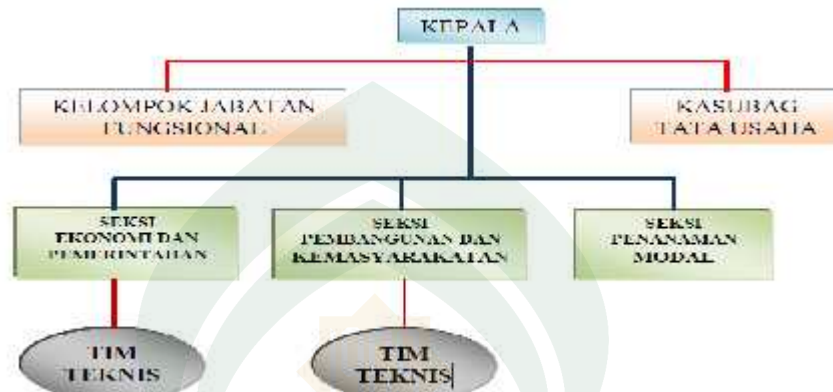 KEPALA
KELOMPOK JABATAN
FUNGSIONAL
KASUBAG
TATA USAHA
SEKSI
EKONOMI DAN
PEMERINTAHAN
SEKSI
PEMBANGUNAN DAN
KEMASYARAKATAN
SEKSI
PENANAMAN
MODAL
TIM
TEKNIS
TIM
TEKNIS